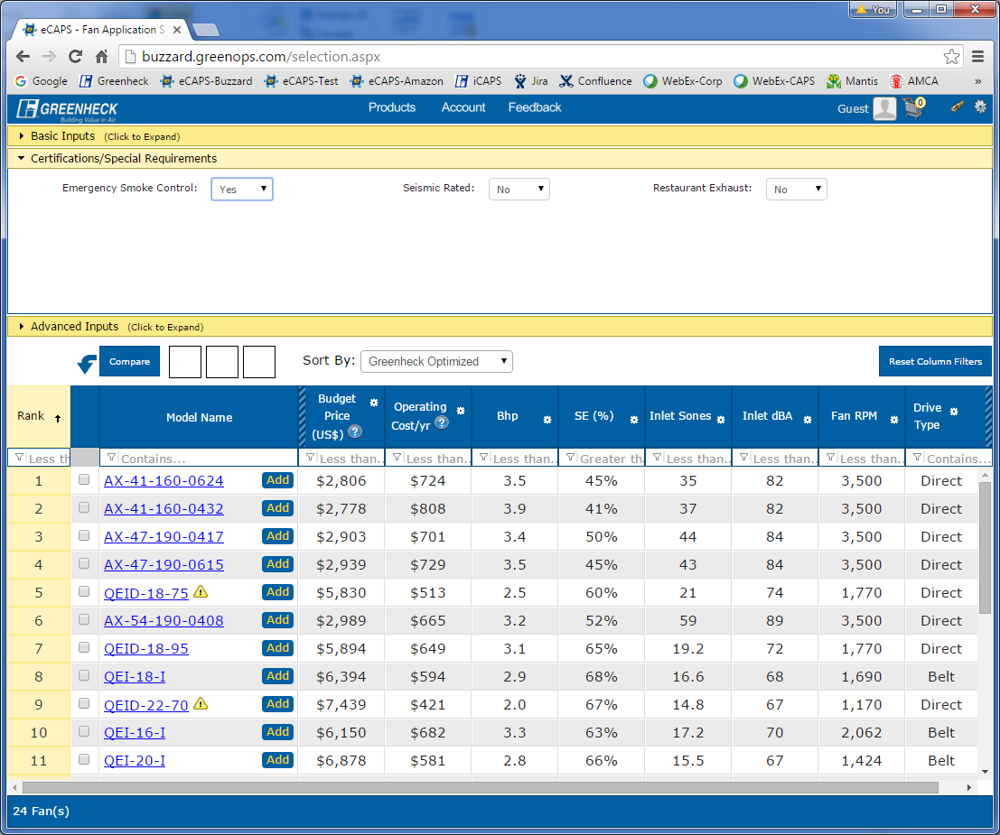 You
eCAPS - Fan Application S
buzzard.greenops.com/selection.aspx
Google Greenheck eCAPS-Buzzard eCAPS-Test eCAPS-Amazon iCAPS Jira Confluence WebEx-Corp WebEx-CAPS Mantis AMCA »
GREENHECK
Building Value in Air.
Products Account Feedback
Guest 0
Basic Inputs (Click to Expand)
Certifications/Special Requirements
Emergency Smoke Control: Yes Seismic Rated: No Restaurant Exhaust: No
Advanced Inputs (Click to Expand)
Compare Sort By: Greenheck Optimized Reset Column Filters
Rank Model Name Budget Price (US$) ? Operating Cost/yr ? Bhp SE (%) Inlet Sones Inlet dBA Fan RPM Drive Type
Less th Contains... Less than.. Less than.. Less than.. Greater tha Less than.. Less than.. Less than.. Contains...
1 AX-41-160-0624 Add $2,806 $724 3.5 45% 35 82 3,500 Direct
2 AX-41-160-0432 Add $2,778 $808 3.9 41% 37 82 3,500 Direct
3 AX-47-190-0417 Add $2,903 $701 3.4 50% 44 84 3,500 Direct
4 AX-47-190-0615 Add $2,939 $729 3.5 45% 43 84 3,500 Direct
5 QEID-18-75 Add $5,830 $513 2.5 60% 21 74 1,770 Direct
6 AX-54-190-0408 Add $2,989 $665 3.2 52% 59 89 3,500 Direct
7 QEID-18-95 Add $5,894 $649 3.1 65% 19.2 72 1,770 Direct
8 QEI-18-I Add $6,394 $594 2.9 68% 16.6 68 1,690 Belt
9 QEID-22-70 Add $7,439 $421 2.0 67% 14.8 67 1,170 Direct
10 QEI-16-I Add $6,150 $682 3.3 63% 17.2 70 2,062 Belt
11 QEI-20-I Add $6,878 $581 2.8 66% 15.5 67 1,424 Belt
24 Fan(s)